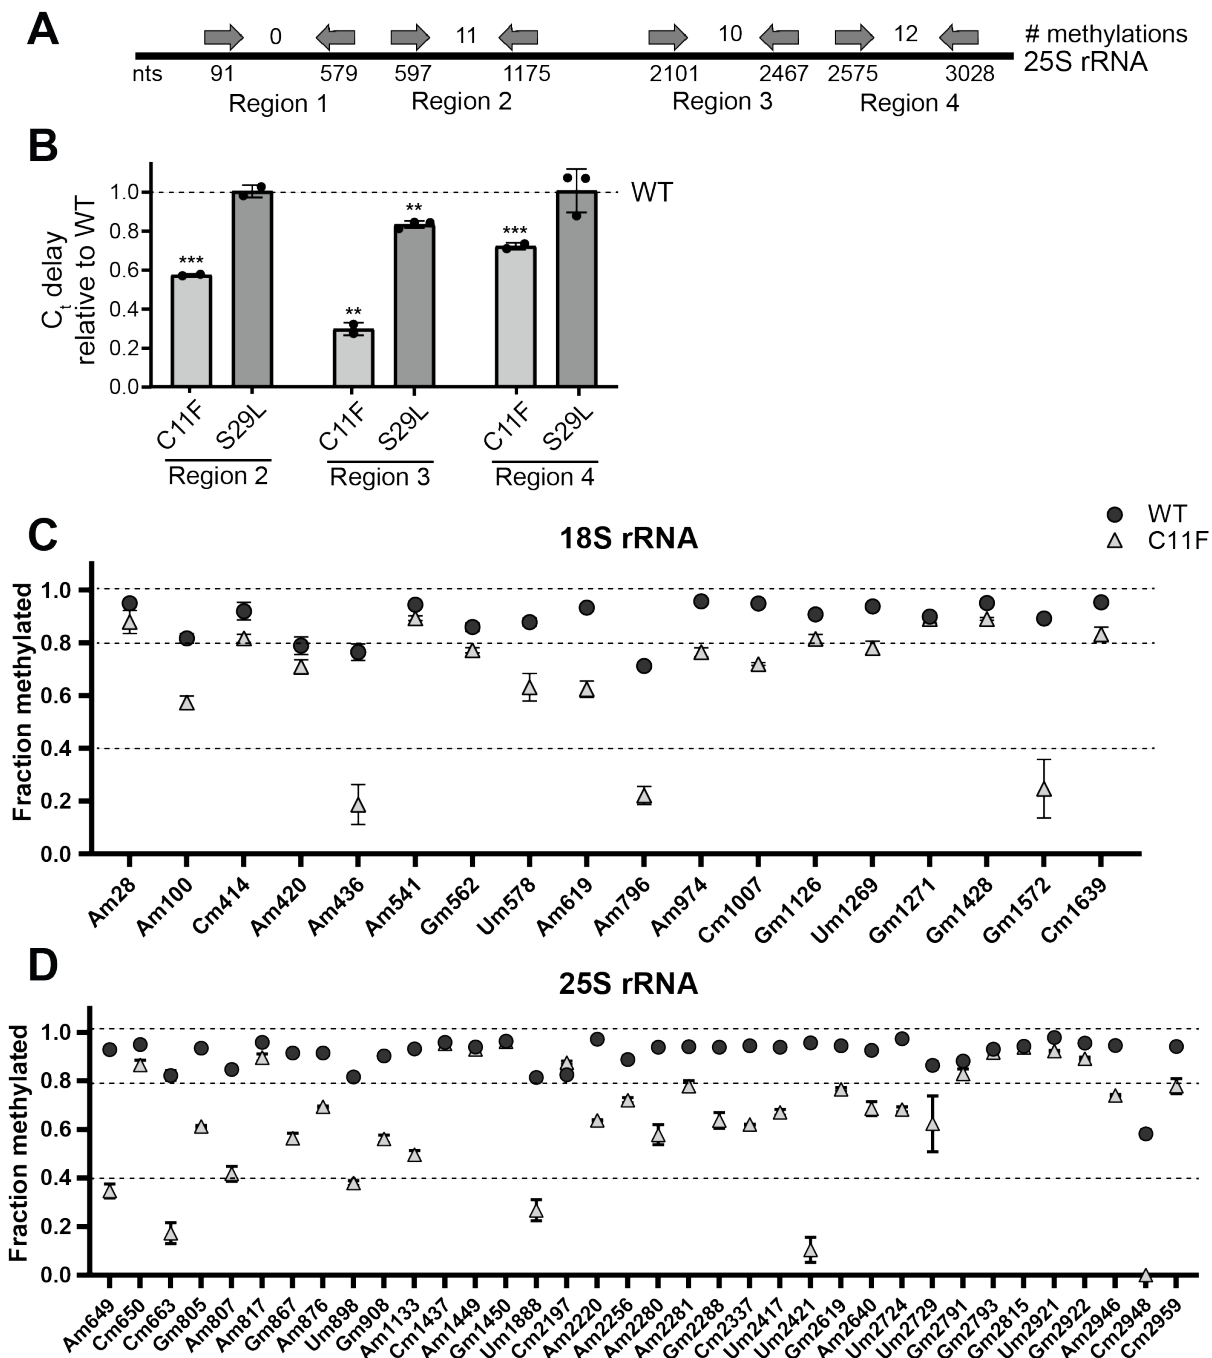 A
0 11 10 12 # methylations
25S rRNA
nts 91 579 597 1175 2101 2467 2575 3028
Region 1 Region 2 Region 3 Region 4
B
Ct delay
relative to WT
1.0
0.8
0.6
0.4
0.2
0.0
WT
***
**
**
***
C11F S29L C11F S29L C11F S29L
Region 2 Region 3 Region 4
C
18S rRNA
WT
C11F
Fraction methylated
1.0
0.8
0.6
0.4
0.2
0.0
Am28 Am100 Cm414 Am420 Am436 Am541 Gm562 Um578 Am619 Am796 Am974 Cm1007 Gm1126 Um1269 Gm1271 Gm1428 Gm1572 Cm1639
D
25S rRNA
Fraction methylated
1.0
0.8
0.6
0.4
0.2
0.0
Am649 Cm650 Cm663 Gm805 Am807 Am817 Gm867 Am876 Um898 Gm908 Am1133 Cm1437 Am1449 Gm1450 Um1888 Cm2197 Am2220 Am2256 Am2280 Am2281 Gm2288 Cm2337 Um2417 Um2421 Gm2619 Am2640 Um2724 Um2729 Gm2791 Gm2793 Gm2815 Um2921 Gm2922 Am2946 Cm2948 Cm2959